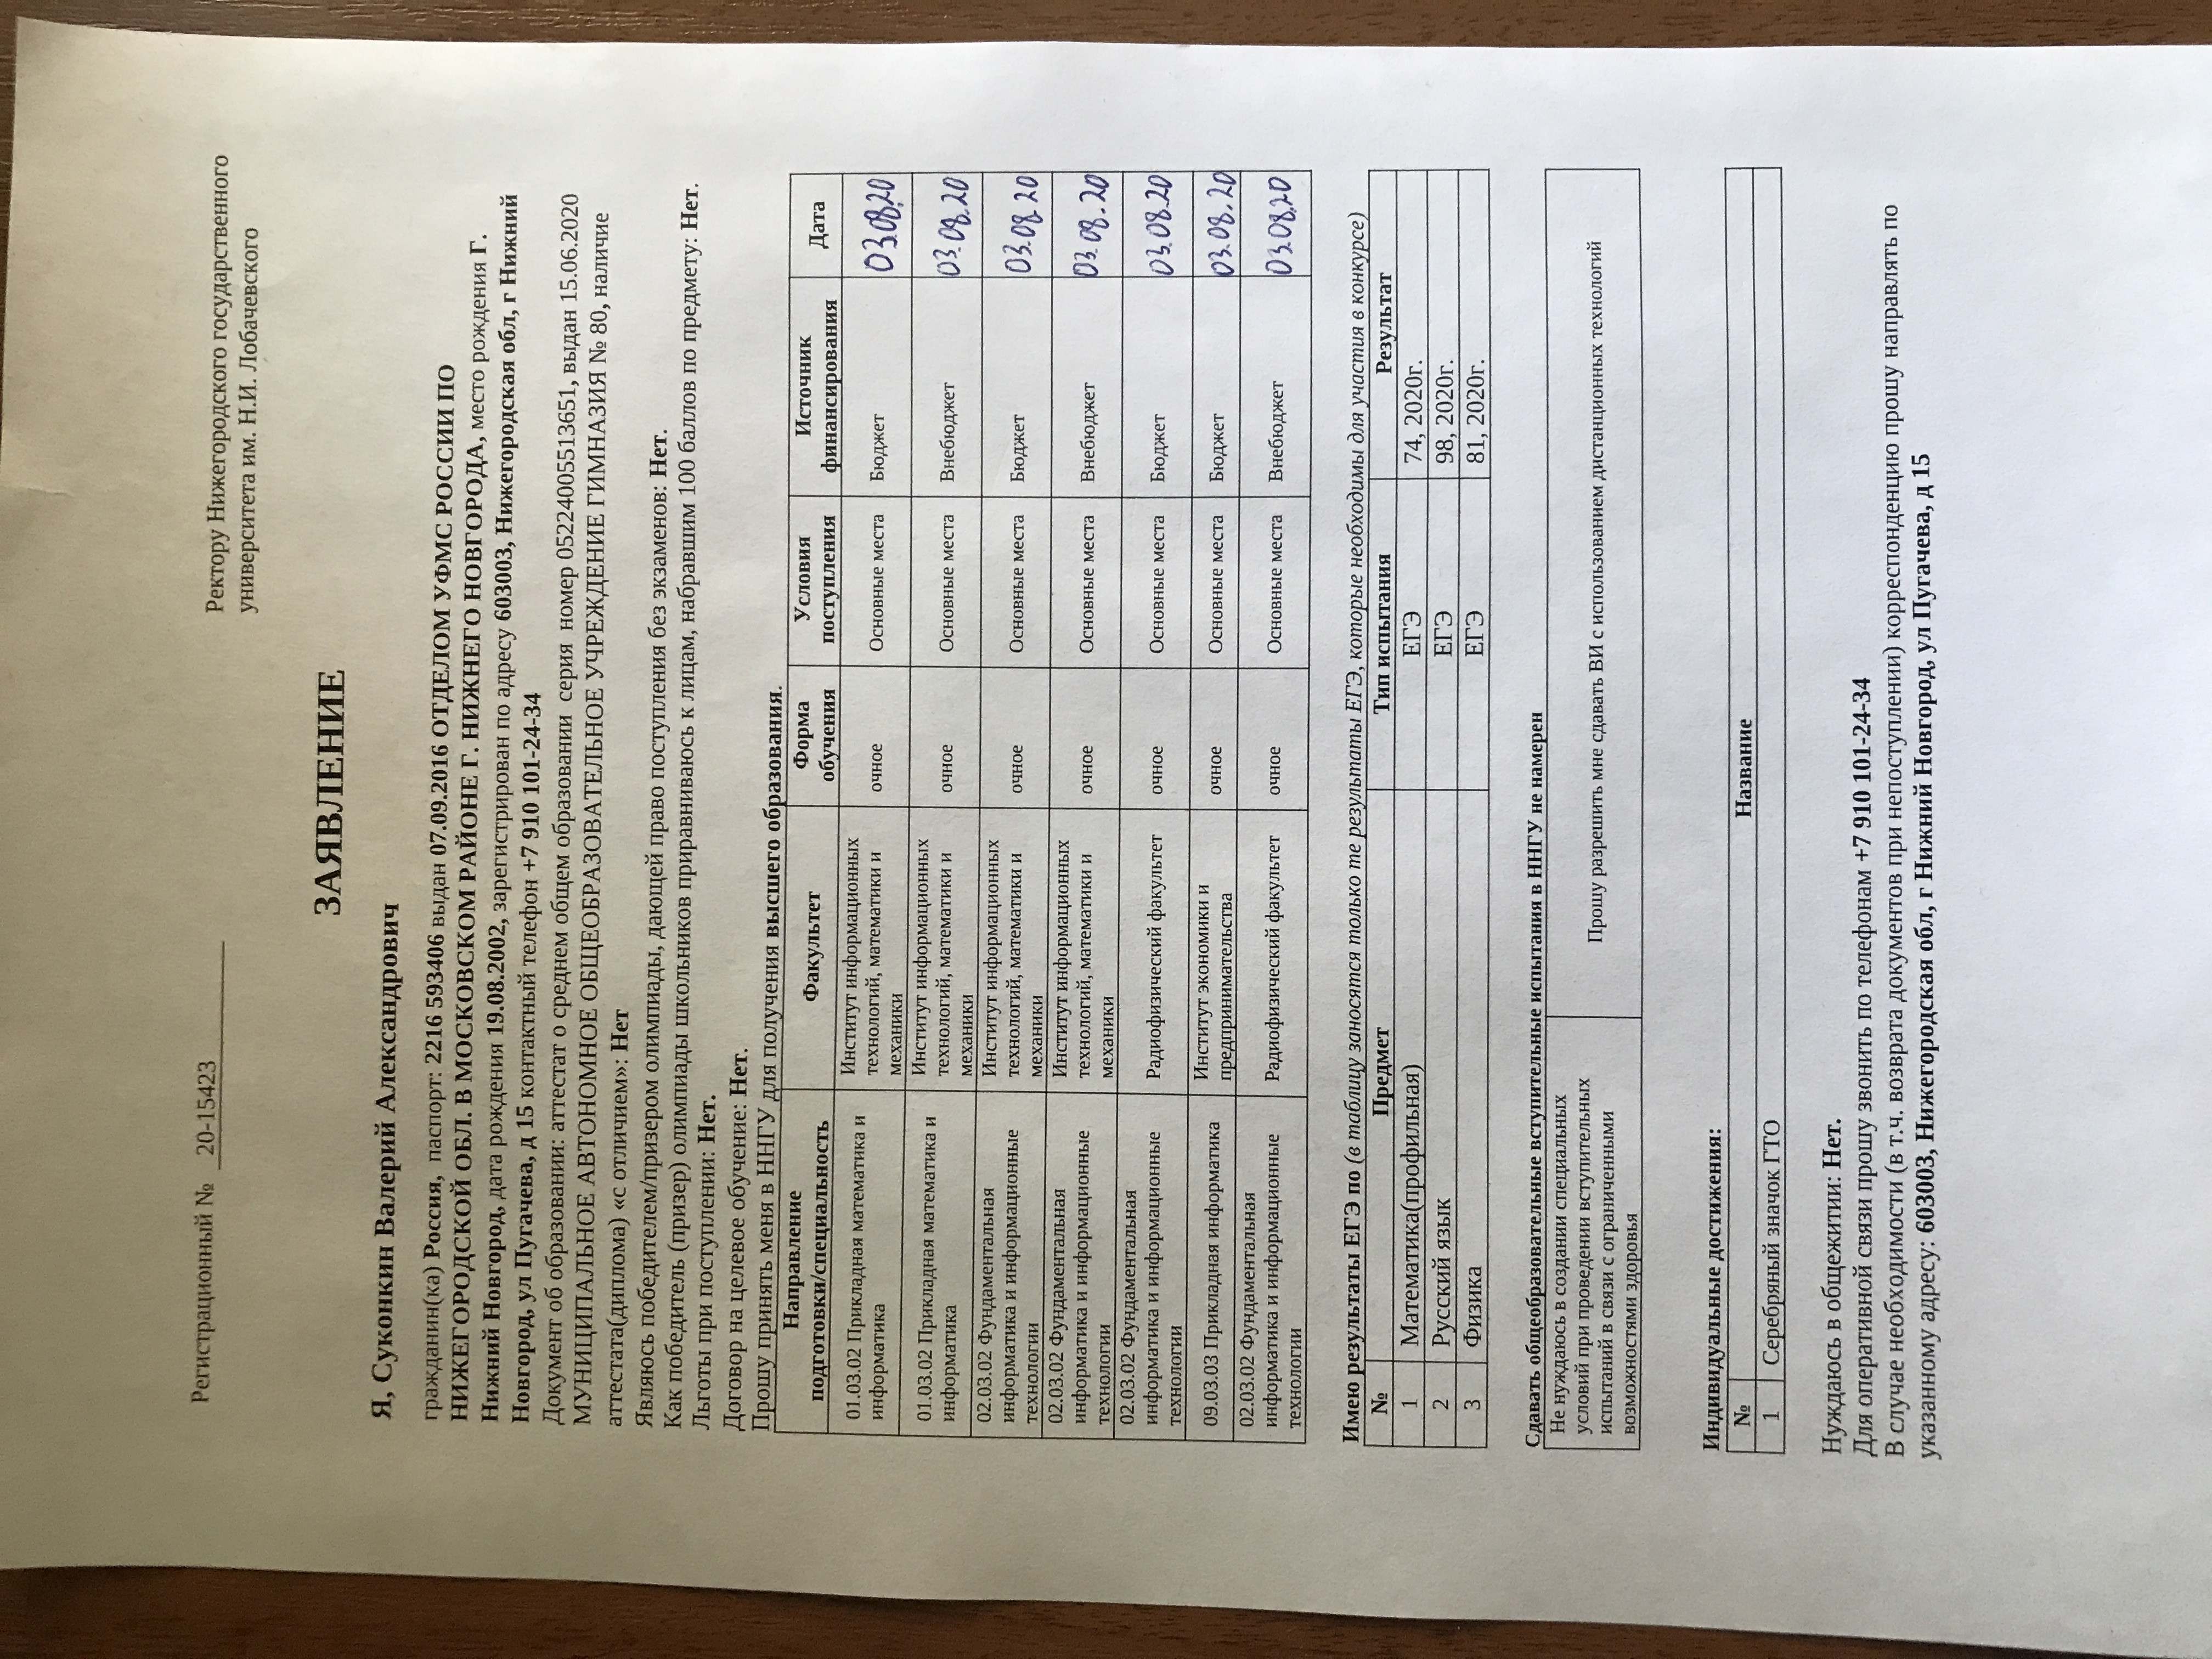 Регистрационный № 20-15423
Ректору Нижегородского государственного
университета им. Н.И. Лобачевского
ЗАЯВЛЕНИЕ
Я, Суконкин Валерий Александрович
гражданин(ка) Россия, паспорт: 2216 593406 выдан 07.09.2016 ОТДЕЛОМ УФМС РОССИИ ПО
НИЖЕГОРОДСКОЙ ОБЛ. В МОСКОВСКОМ РАЙОНЕ Г. НИЖНЕГО НОВГОРОДА, место рождения Г.
Нижний Новгород, дата рождения 19.08.2002, зарегистрирован по адресу 603003, Нижегородская обл, г Нижний
Новгород, ул Пугачева, д 15 контактный телефон +7 910 101-24-34
Документ об образовании: аттестат о среднем общем образовании серия номер 05224005513651, выдан 15.06.2020
МУНИЦИПАЛЬНОЕ АВТОНОМНОЕ ОБЩЕОБРАЗОВАТЕЛЬНОЕ УЧРЕЖДЕНИЕ ГИМНАЗИЯ № 80, наличие
аттестата(диплома) «с отличием»: Нет
Являюсь победителем/призером олимпиады, дающей право поступления без экзаменов: Нет.
Как победитель (призер) олимпиады школьников приравниваюсь к лицам, набравшим 100 баллов по предмету: Нет.
Льготы при поступлении: Нет.
Договор на целевое обучение: Нет.
Прошу принять меня в ННГУ для получения высшего образования.
Направление
подготовки/специальность
Факультет
Форма
обучения
Условия
поступления
Источник
финансирования
Дата
01.03.02 Прикладная математика и
информатика
Институт информационных
технологий, математики и
механики
очное
Основные места
Бюджет
03.08.20
01.03.02 Прикладная математика и
информатика
Институт информационных
технологий, математики и
механики
очное
Основные места
Внебюджет
03.08.20
02.03.02 Фундаментальная
информатика и информационные
технологии
Институт информационных
технологий, математики и
механики
очное
Основные места
Бюджет
03.08.20
02.03.02 Фундаментальная
информатика и информационные
технологии
Институт информационных
технологий, математики и
механики
очное
Основные места
Внебюджет
03.08.20
02.03.02 Фундаментальная
информатика и информационные
технологии
Радиофизический факультет
очное
Основные места
Бюджет
03.08.20
09.03.03 Прикладная информатика
Институт экономики и
предпринимательства
очное
Основные места
Бюджет
03.08.20
02.03.02 Фундаментальная
информатика и информационные
технологии
Радиофизический факультет
очное
Основные места
Внебюджет
03.08.20
Имею результаты ЕГЭ по (в таблицу заносятся только те результаты ЕГЭ, которые необходимы для участия в конкурсе)
№ Предмет Тип испытания Результат
1 Математика(профильная) ЕГЭ 74, 2020г.
2 Русский язык ЕГЭ 98, 2020г.
3 Физика ЕГЭ 81, 2020г.
Сдавать общеобразовательные вступительные испытания в ННГУ не намерен
Не нуждаюсь в создании специальных
условий при проведении вступительных
испытаний в связи с ограниченными
возможностями здоровья
Прошу разрешить мне сдавать ВИ с использованием дистанционных технологий
Индивидуальные достижения:
№ Название
1 Серебряный значок ГТО
Нуждаюсь в общежитии: Нет.
Для оперативной связи прошу звонить по телефонам +7 910 101-24-34
В случае необходимости (в т.ч. возврата документов при непоступлении) корреспонденцию прошу направлять по
указанному адресу: 603003, Нижегородская обл, г Нижний Новгород, ул Пугачева, д 15